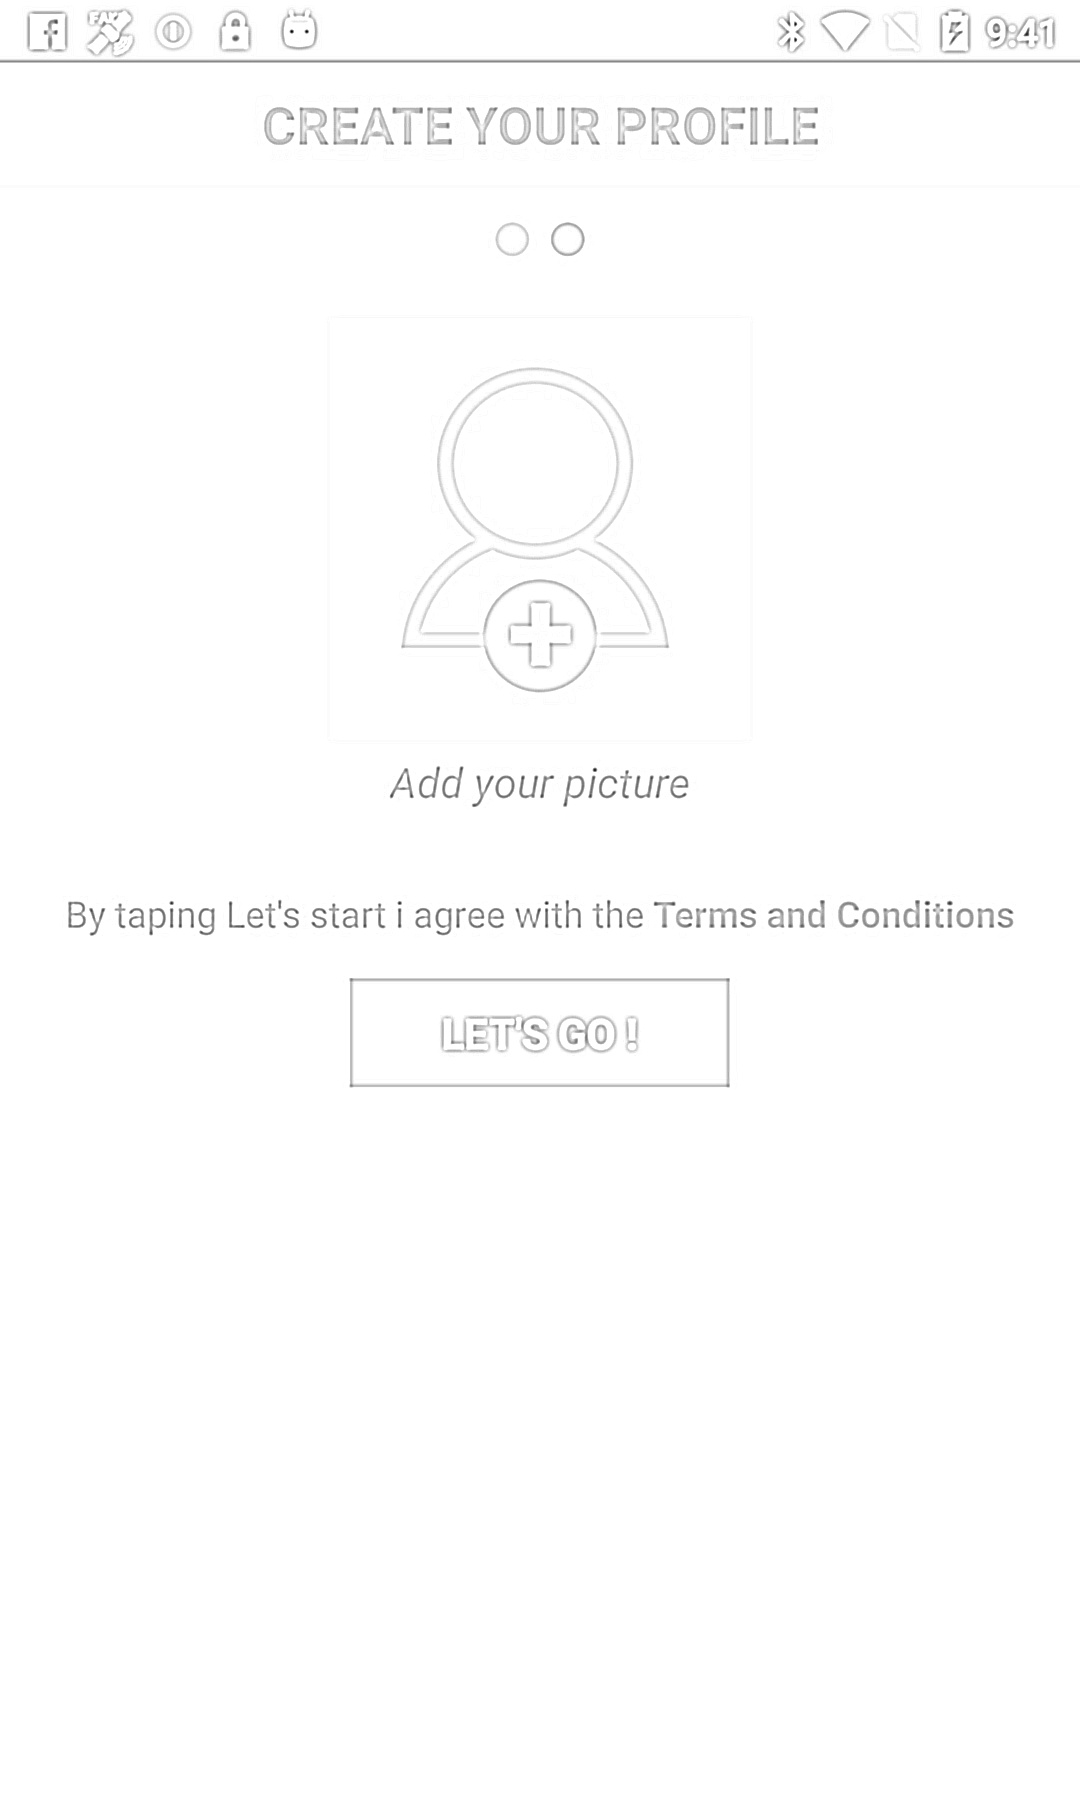 FAKE
9:41
CREATE YOUR PROFILE
Add your picture
By taping Let's start i agree with the Terms and Conditions
LET'S GO !